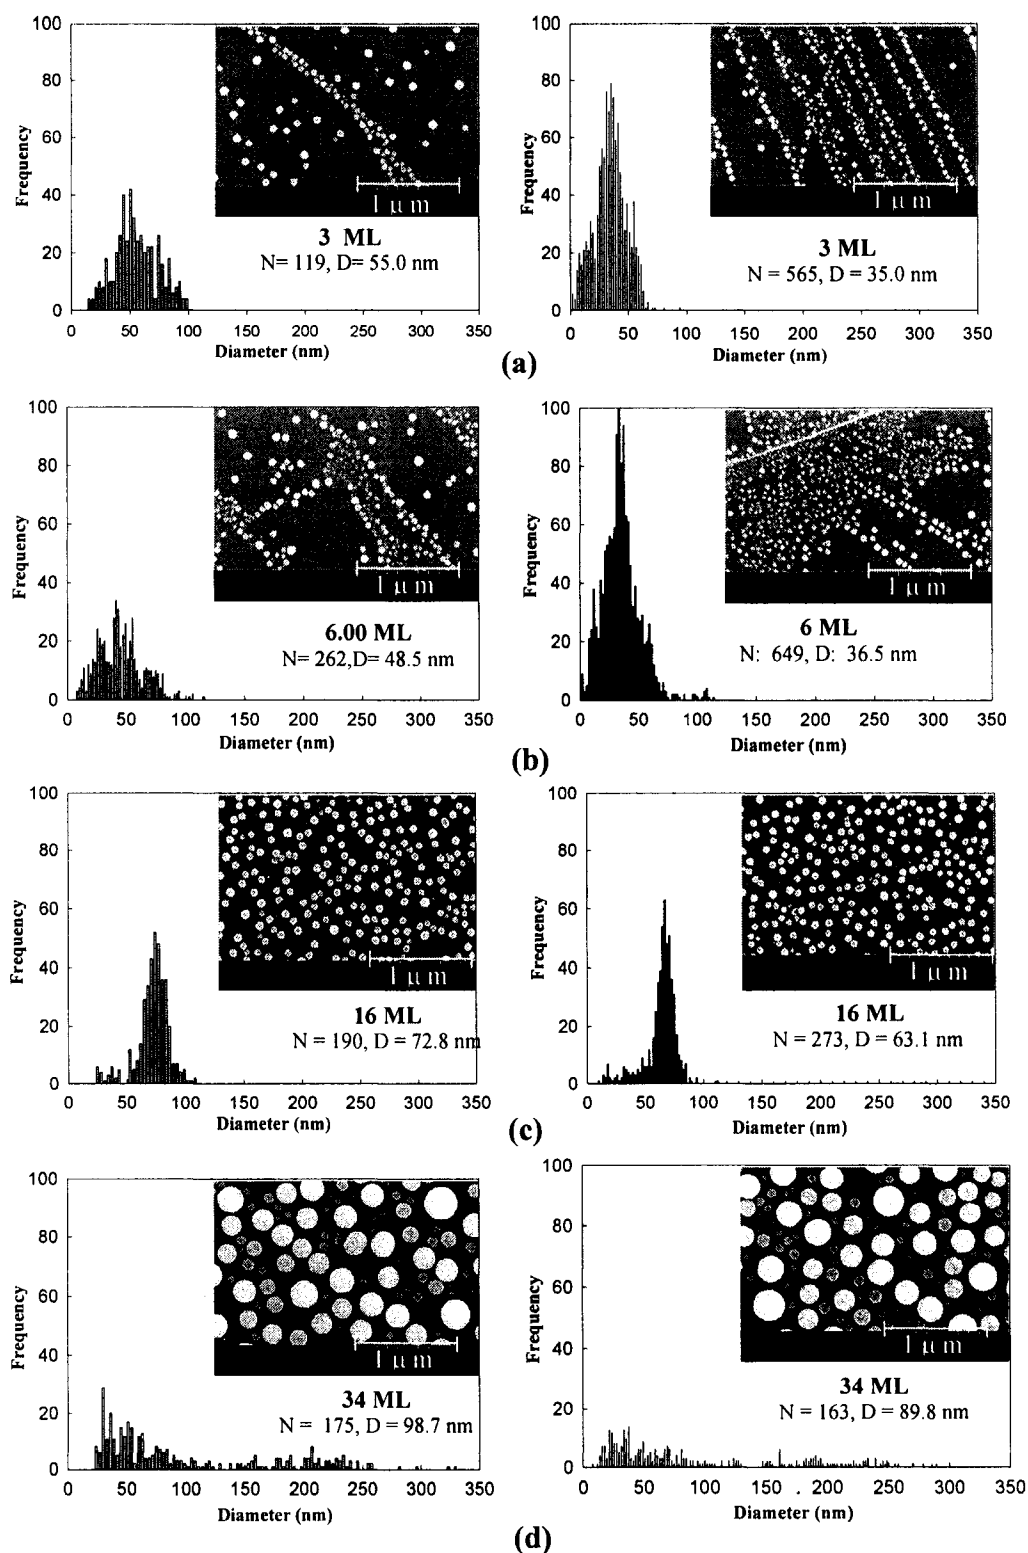 100
80
60
40
20
0
Frequency
0 50 100 150 200 250 300 350
Diameter (nm)
1 μm
3 ML
N= 119, D= 55.0 nm
100
80
60
40
20
0
Frequency
0 50 100 150 200 250 300 350
Diameter (nm)
1 μm
3 ML
N = 565, D = 35.0 nm
(a)
100
80
60
40
20
0
Frequency
0 50 100 150 200 250 300 350
Diameter (nm)
1 μm
6.00 ML
N= 262,D= 48.5 nm
100
80
60
40
20
0
Frequency
0 50 100 150 200 250 300 350
Diameter (nm)
1 μm
6 ML
N: 649, D: 36.5 nm
(b)
100
80
60
40
20
0
Frequency
0 50 100 150 200 250 300 350
Diameter (nm)
1 μm
16 ML
N = 190, D = 72.8 nm
100
80
60
40
20
0
Frequency
0 50 100 150 200 250 300 350
Diameter (nm)
1 μm
16 ML
N = 273, D = 63.1 nm
(c)
100
80
60
40
20
0
Frequency
0 50 100 150 200 250 300 350
Diameter (nm)
1 μm
34 ML
N = 175, D = 98.7 nm
100
80
60
40
20
0
Frequency
0 50 100 150 200 250 300 350
Diameter (nm)
1 μm
34 ML
N = 163, D = 89.8 nm
(d)